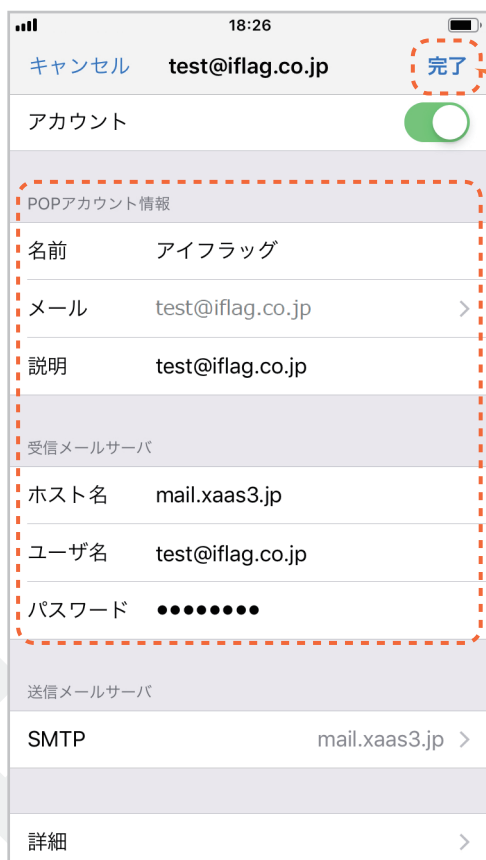 18:26
キャンセル test@iflag.co.jp 完了
アカウント
POPアカウント情報
名前 アイフラッグ
メール test@iflag.co.jp
説明 test@iflag.co.jp
受信メールサーバ
ホスト名 mail.xaas3.jp
ユーザ名 test@iflag.co.jp
パスワード ●●●●●●●●
送信メールサーバ
SMTP mail.xaas3.jp
詳細